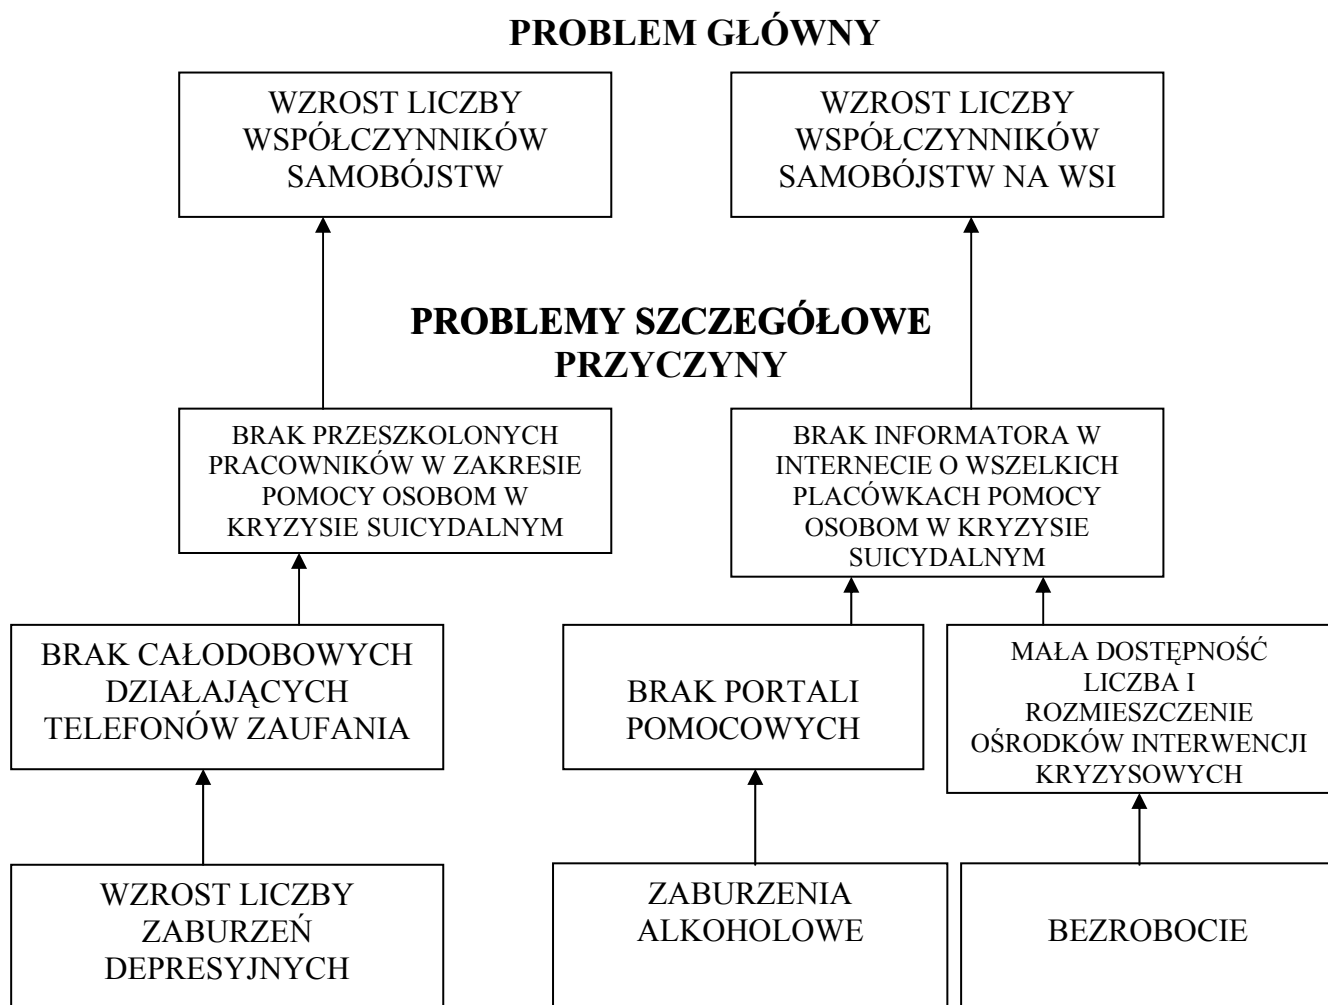 PROBLEM GŁÓWNY
WZROST LICZBY
WSPÓŁCZYNNIKÓW
SAMOBÓJSTW
WZROST LICZBY
WSPÓŁCZYNNIKÓW
SAMOBÓJSTW NA WSI
PROBLEMY SZCZEGÓŁOWE
PRZYCZYNY
BRAK PRZESZKOLONYCH
PRACOWNIKÓW W ZAKRESIE
POMOCY OSOBOM W
KRYZYSIE SUICYDALNYM
BRAK INFORMATORA W
INTERNECIE O WSZELKICH
PLACÓWKACH POMOCY
OSOBOM W KRYZYSIE
SUICYDALNYM
BRAK CAŁODOBOWYCH
DZIAŁAJĄCYCH
TELEFONÓW ZAUFANIA
BRAK PORTALI
POMOCOWYCH
MAŁA DOSTĘPNOŚĆ
LICZBA I
ROZMIESZCZENIE
OŚRODKÓW INTERWENCJI
KRYZYSOWYCH
WZROST LICZBY
ZABURZEŃ
DEPRESYJNYCH
ZABURZENIA
ALKOHOLOWE
BEZROBOCIE